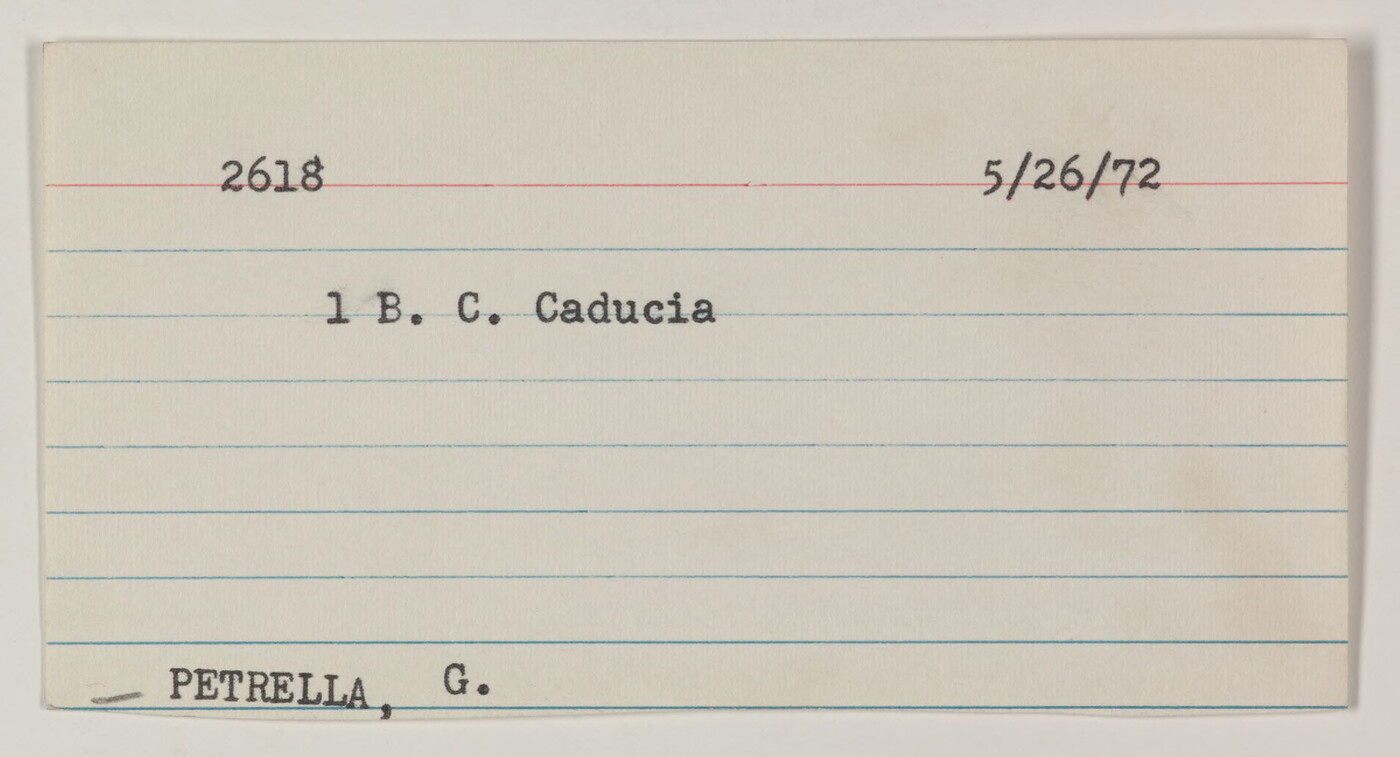 2618 5/26/72
1 B. C. Caducia
PETRELLA, G.